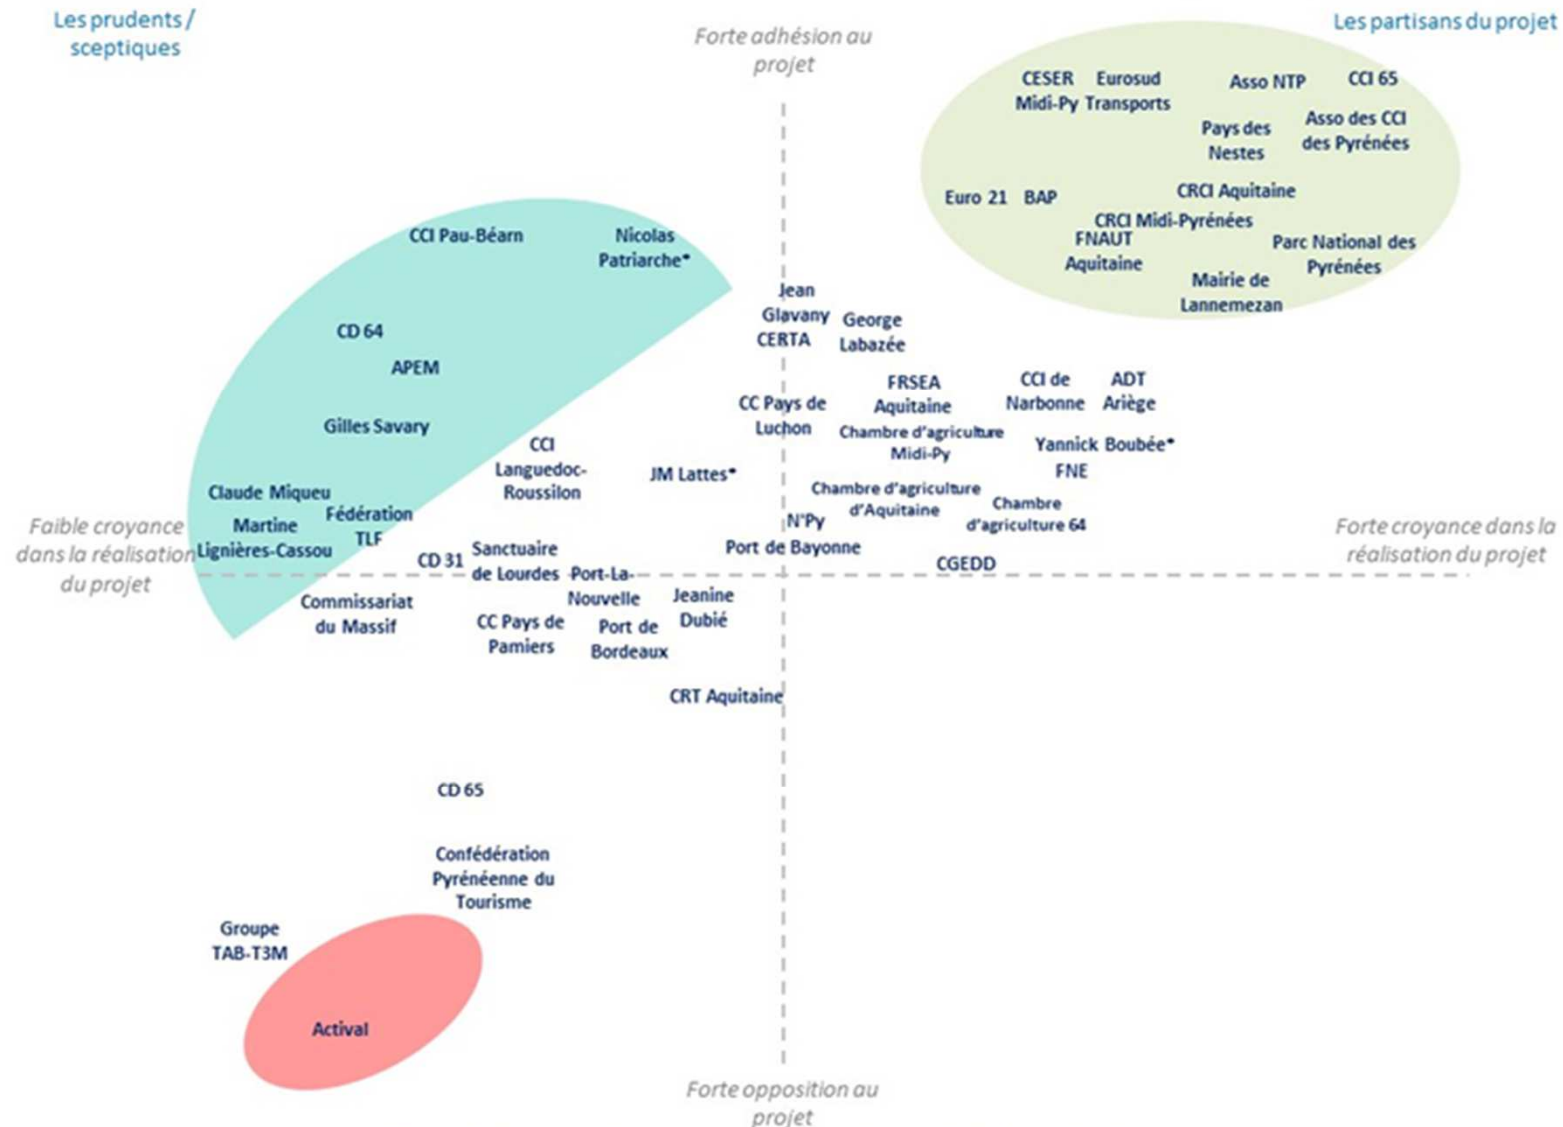 Les prudents /
sceptiques
Forte adhésion au
projet
Les partisans du projet
CESER
Midi-Py
Eurosud
Transports
Asso NTP
CCI 65
Pays des
Nestes
Asso des CCI
des Pyrénées
Euro 21
BAP
CRCI Aquitaine
CRCI Midi-Pyrénées
FNAUT
Aquitaine
Parc National des
Pyrénées
Mairie de
Lannemezan
CCI Pau-Béarn
Nicolas
Patriarche*
CD 64
APEM
Gilles Savary
Claude Miqueu
Martine
Lignières-Cassou
Fédération
TLF
Jean
Glavany
CERTA
George
Labazée
CC Pays de
Luchon
FRSEA
Aquitaine
CCI de
Narbonne
ADT
Ariège
Chambre d'agriculture
Midi-Py
Yannick Boubée*
FNE
CCI
Languedoc-
Roussilon
JM Lattes*
Chambre d'agriculture
d'Aquitaine
Chambre
d'agriculture 64
N'Py
Port de Bayonne
CGEDD
Faible croyance
dans la réalisation
du projet
Forte croyance dans la
réalisation du projet
CD 31
Sanctuaire
de Lourdes
Port-La-
Nouvelle
Jeanine
Dubié
Commissariat
du Massif
CC Pays de
Pamiers
Port de
Bordeaux
CRT Aquitaine
CD 65
Confédération
Pyrénéenne du
Tourisme
Groupe
TAB-T3M
Actival
Forte opposition au
projet